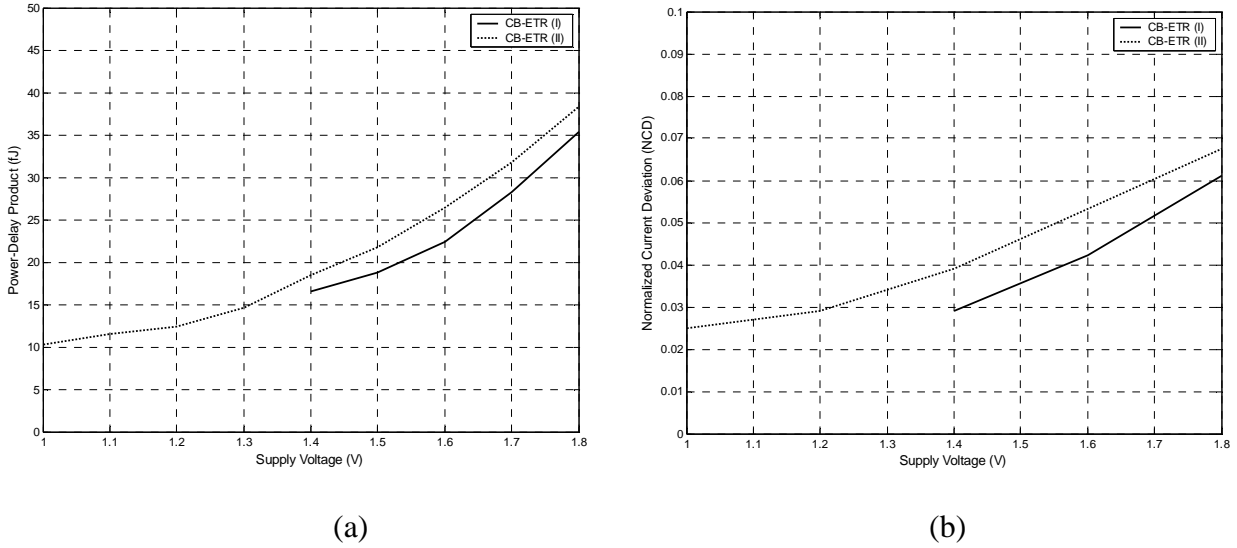 50
45
40
35
30
25
20
15
10
5
0
Power-Delay Product (fJ)
CB-ETR (I)
CB-ETR (II)
1 1.1 1.2 1.3 1.4 1.5 1.6 1.7 1.8
Supply Voltage (V)
(a)
0.1
0.09
0.08
0.07
0.06
0.05
0.04
0.03
0.02
0.01
0
Normalized Current Deviation (NCD)
CB-ETR (I)
CB-ETR (II)
1 1.1 1.2 1.3 1.4 1.5 1.6 1.7 1.8
Supply Voltage (V)
(b)